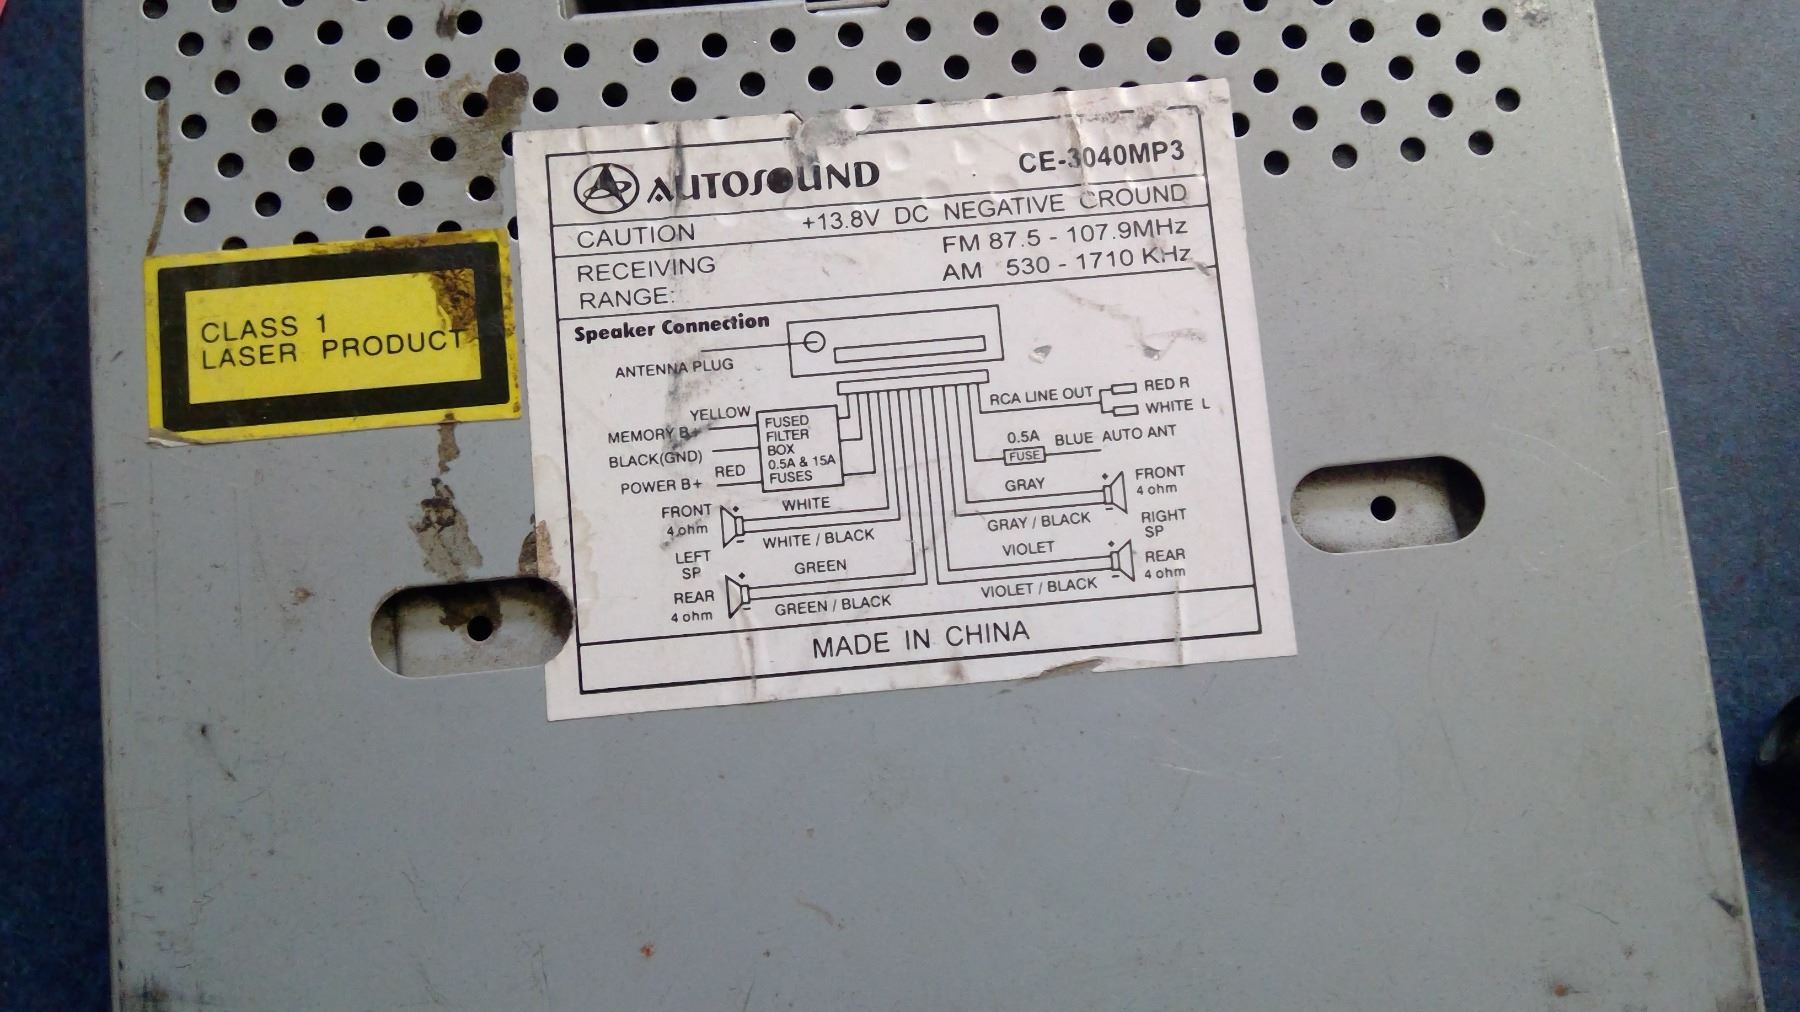 CLASS 1
LASER PRODUCT
AUTOSOUND
CE-3040MP3
CAUTION +13.8V DC NEGATIVE GROUND
RECEIVING
RANGE:
FM 87.5 - 107.9MHz
AM 530 - 1710 KHz
Speaker Connection
ANTENNA PLUG
YELLOW
MEMORY B+
BLACK(GND)
RED
POWER B+
FUSED
FILTER
BOX
0.5A & 15A
FUSES
RCA LINE OUT
RED R
WHITE L
0.5A
FUSE
BLUE AUTO ANT
FRONT
4 ohm
WHITE
WHITE / BLACK
LEFT
SP
GREEN
REAR
4 ohm
GREEN / BLACK
GRAY
FRONT
4 ohm
GRAY / BLACK
RIGHT
SP
VIOLET
REAR
4 ohm
VIOLET / BLACK
MADE IN CHINA